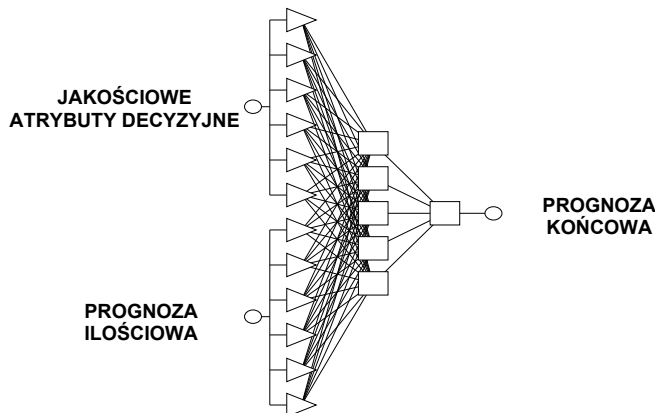 JAKOŚCIOWE
ATRYBUTY DECYZYJNE
PROGNOZA
KOŃCOWA
PROGNOZA
ILOŚCIOWA